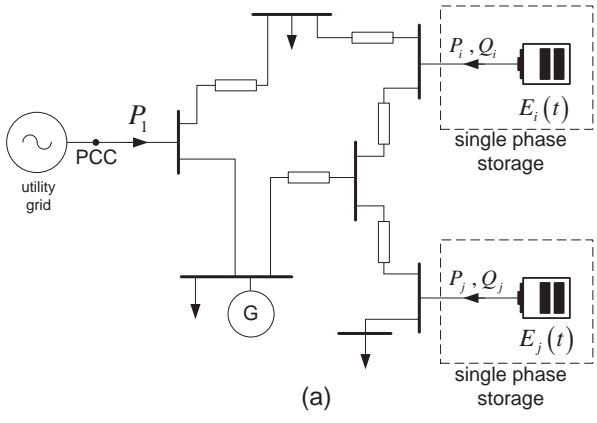 P_i , Q_i
E_i (t)
single phase
storage
P_1
PCC
utility
grid
G
P_j , Q_j
E_j (t)
single phase
storage
(a)